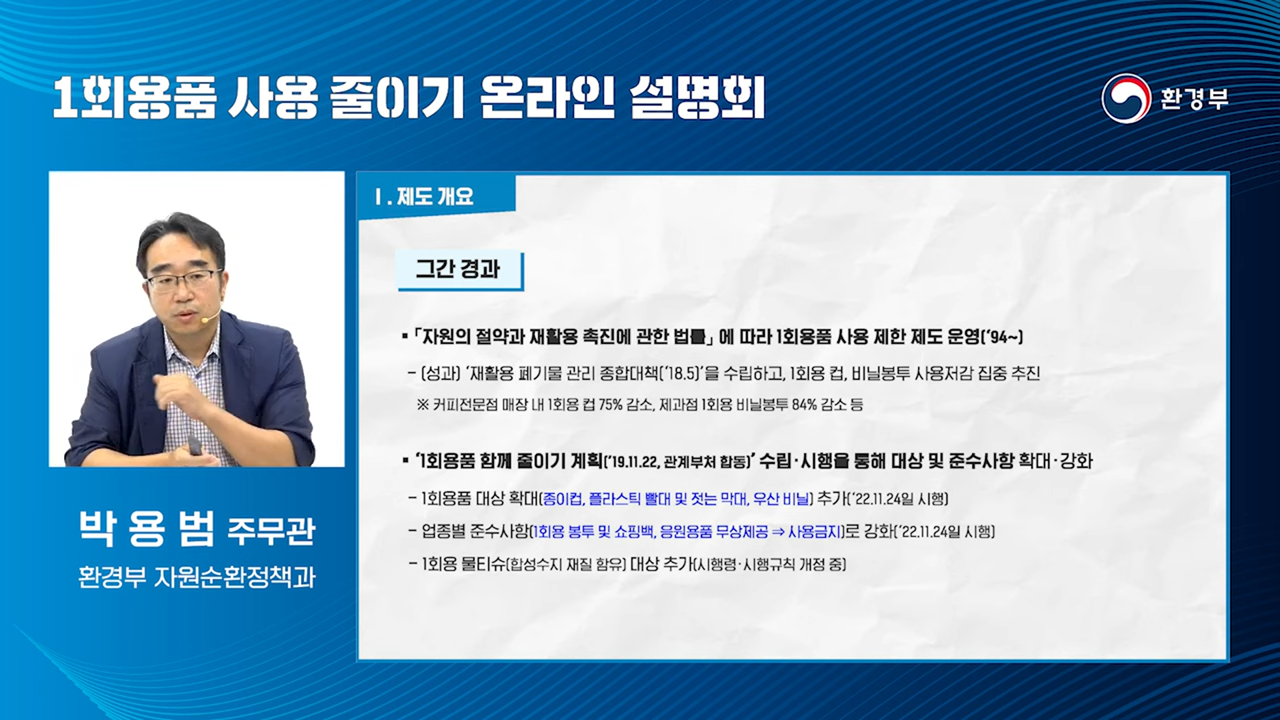 1회용품 사용 줄이기 온라인 설명회
환경부
Ⅰ. 제도 개요
그간 경과
▪ 「자원의 절약과 재활용 촉진에 관한 법률」에 따라 1회용품 사용 제한 제도 운영(‘94~)
– (성과) ‘재활용 폐기물 관리 종합대책(‘18.5)’을 수립하고, 1회용 컵, 비닐봉투 사용저감 집중 추진
※ 커피전문점 매장 내 1회용 컵 75% 감소, 제과점 1회용 비닐봉투 84% 감소 등
▪ ‘1회용품 함께 줄이기 계획(‘19.11.22, 관계부처 합동)’ 수립·시행을 통해 대상 및 준수사항 확대·강화
– 1회용품 대상 확대(종이컵, 플라스틱 빨대 및 젓는 막대, 우산 비닐) 추가(‘22.11.24일 시행)
– 업종별 준수사항(1회용 봉투 및 쇼핑백, 응원용품 무상제공 ⇒ 사용금지)로 강화(‘22.11.24일 시행)
– 1회용 물티슈(합성수지 재질 함유) 대상 추가(시행령·시행규칙 개정 중)
박 용 범 주무관
환경부 자원순환정책과